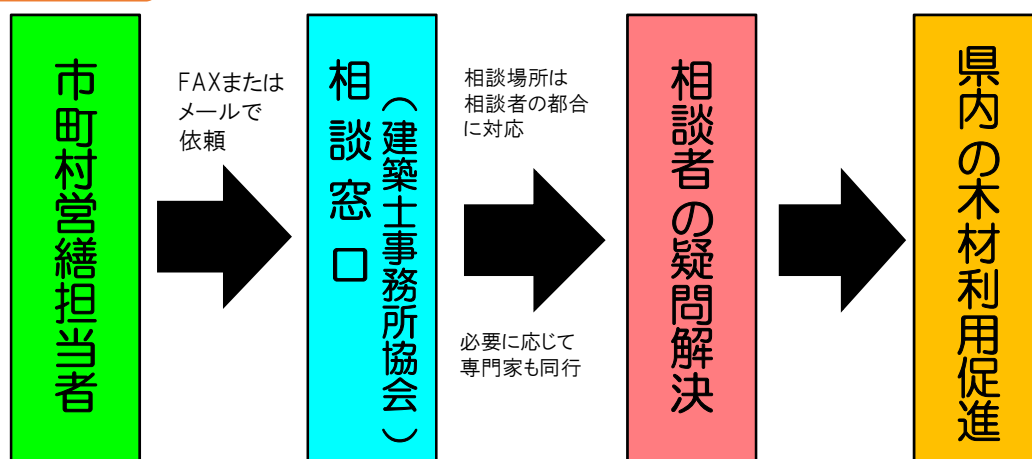 市町村営繕担当者
FAXまたは
メールで
依頼
相談窓口
（建築士事務所協会）
相談場所は
相談者の都合
に対応
必要に応じて
専門家も同行
相談者の疑問解決
県内の木材利用促進